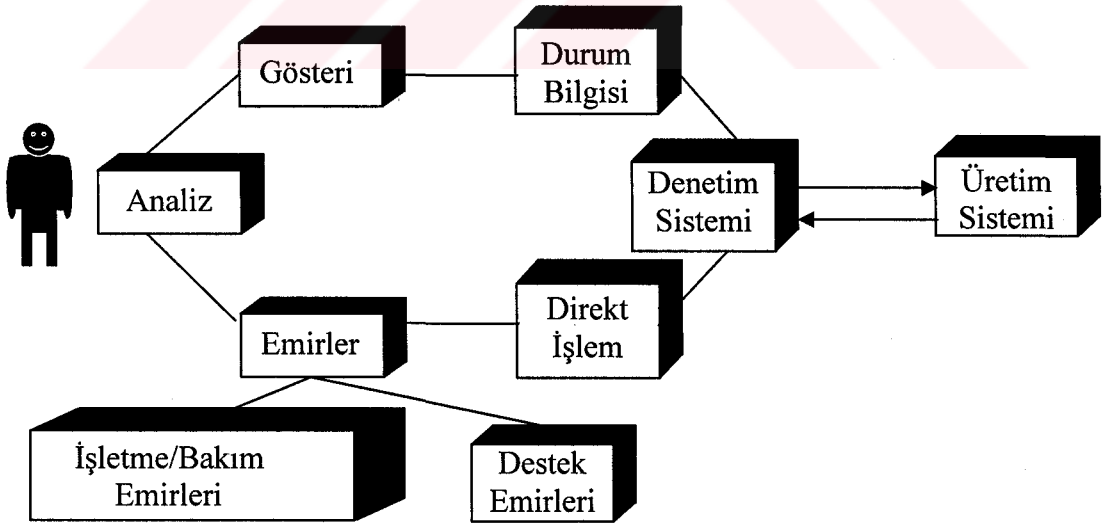 Gösteri
Durum
Bilgisi
Analiz
Denetim
Sistemi
Üretim
Sistemi
Emirler
Direkt
İşlem
İşletme/Bakım
Emirleri
Destek
Emirleri